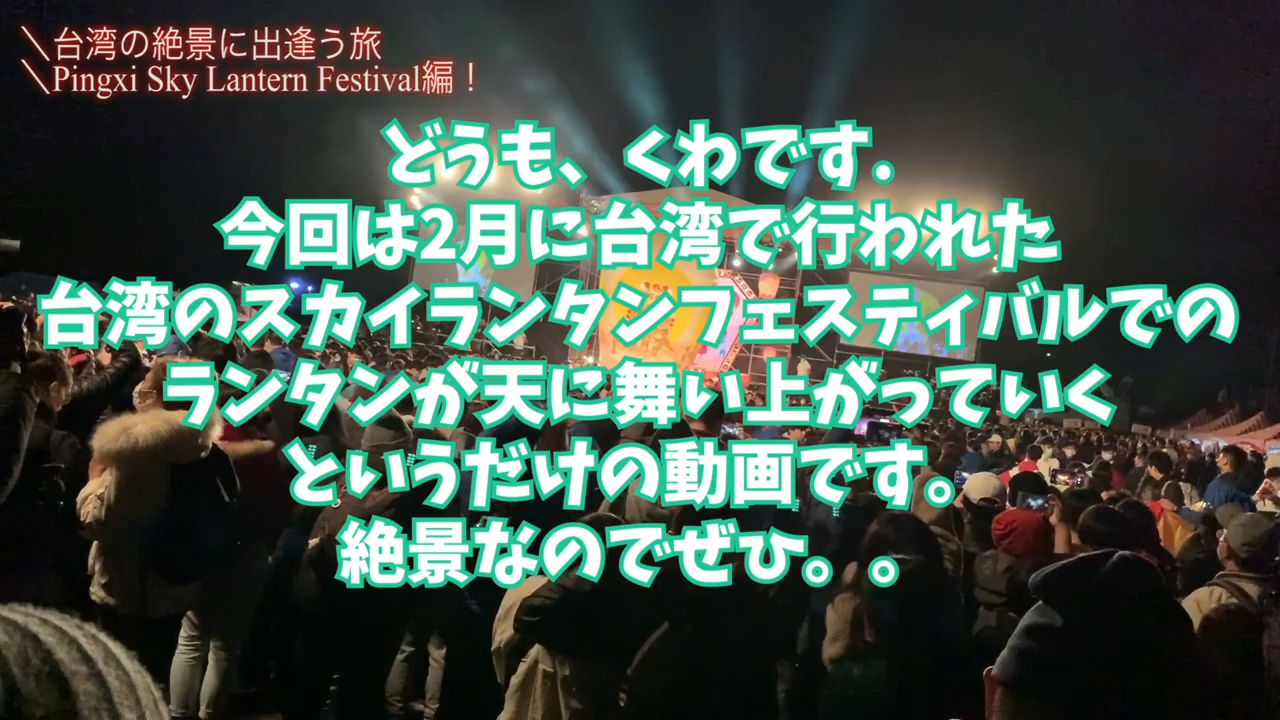 ＼台湾の絶景に出逢う旅
＼Pingxi Sky Lantern Festival編！
どうも、くわです．
今回は2月に台湾で行われた
台湾のスカイランタンフェスティバルでの
ランタンが天に舞い上がっていく
というだけの動画です。
絶景なのでぜひ。。